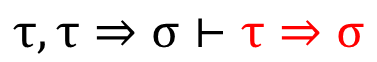 τ, τ ⇒ σ ⊢ τ ⇒ σ